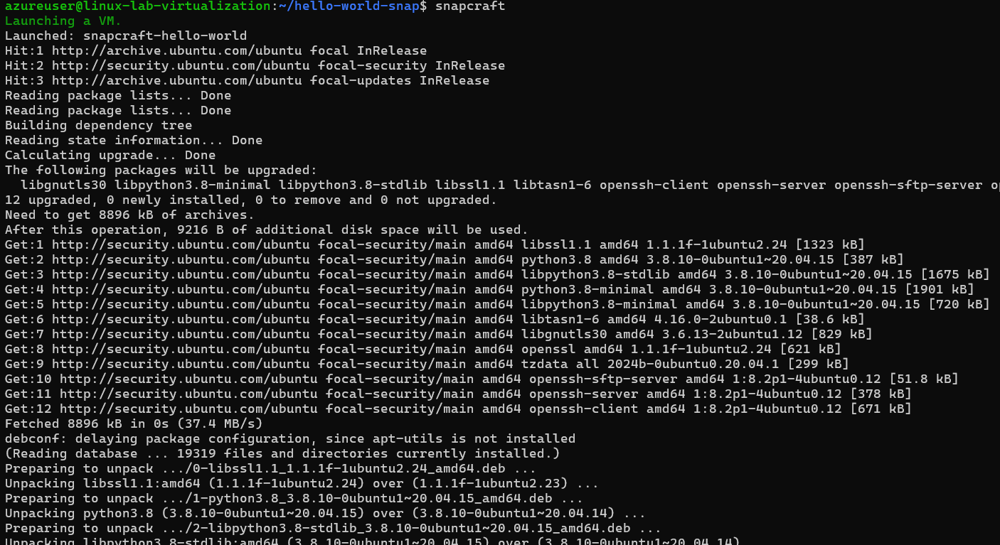 azureuser@linux-lab-virtualization:~/hello-world-snap$ snapcraft
Launching a VM.
Launched: snapcraft-hello-world
Hit:1 http://archive.ubuntu.com/ubuntu focal InRelease
Hit:2 http://security.ubuntu.com/ubuntu focal-security InRelease
Hit:3 http://archive.ubuntu.com/ubuntu focal-updates InRelease
Reading package lists... Done
Reading package lists... Done
Building dependency tree
Reading state information... Done
Calculating upgrade... Done
The following packages will be upgraded:
  libgnutls30 libpython3.8-minimal libpython3.8-stdlib libssl1.1 libtasn1-6 openssh-client openssh-server openssh-sftp-server
12 upgraded, 0 newly installed, 0 to remove and 0 not upgraded.
Need to get 8896 kB of archives.
After this operation, 9216 B of additional disk space will be used.
Get:1 http://security.ubuntu.com/ubuntu focal-security/main amd64 libssl1.1 amd64 1.1.1f-1ubuntu2.24 [1323 kB]
Get:2 http://security.ubuntu.com/ubuntu focal-security/main amd64 python3.8 amd64 3.8.10-0ubuntu1~20.04.15 [387 kB]
Get:3 http://security.ubuntu.com/ubuntu focal-security/main amd64 libpython3.8-stdlib amd64 3.8.10-0ubuntu1~20.04.15 [1675 kB]
Get:4 http://security.ubuntu.com/ubuntu focal-security/main amd64 python3.8-minimal amd64 3.8.10-0ubuntu1~20.04.15 [1901 kB]
Get:5 http://security.ubuntu.com/ubuntu focal-security/main amd64 libpython3.8-minimal amd64 3.8.10-0ubuntu1~20.04.15 [720 kB]
Get:6 http://security.ubuntu.com/ubuntu focal-security/main amd64 libtasn1-6 amd64 4.16.0-2ubuntu0.1 [38.6 kB]
Get:7 http://security.ubuntu.com/ubuntu focal-security/main amd64 libgnutls30 amd64 3.6.13-2ubuntu1.12 [829 kB]
Get:8 http://security.ubuntu.com/ubuntu focal-security/main amd64 openssl amd64 1.1.1f-1ubuntu2.24 [621 kB]
Get:9 http://security.ubuntu.com/ubuntu focal-security/main amd64 tzdata all 2024b-0ubuntu0.20.04.1 [299 kB]
Get:10 http://security.ubuntu.com/ubuntu focal-security/main amd64 openssh-sftp-server amd64 1:8.2p1-4ubuntu0.12 [51.8 kB]
Get:11 http://security.ubuntu.com/ubuntu focal-security/main amd64 openssh-server amd64 1:8.2p1-4ubuntu0.12 [378 kB]
Get:12 http://security.ubuntu.com/ubuntu focal-security/main amd64 openssh-client amd64 1:8.2p1-4ubuntu0.12 [671 kB]
Fetched 8896 kB in 0s (37.4 MB/s)
debconf: delaying package configuration, since apt-utils is not installed
(Reading database ... 19319 files and directories currently installed.)
Preparing to unpack .../0-libssl1.1_1.1.1f-1ubuntu2.24_amd64.deb ...
Unpacking libssl1.1:amd64 (1.1.1f-1ubuntu2.24) over (1.1.1f-1ubuntu2.23) ...
Preparing to unpack .../1-python3.8_3.8.10-0ubuntu1~20.04.15_amd64.deb ...
Unpacking python3.8 (3.8.10-0ubuntu1~20.04.15) over (3.8.10-0ubuntu1~20.04.14) ...
Preparing to unpack .../2-libpython3.8-stdlib_3.8.10-0ubuntu1~20.04.15_amd64.deb ...
Unpacking libpython3.8-stdlib:amd64 (3.8.10-0ubuntu1~20.04.15) over (3.8.10-0ubuntu1~20.04.14)